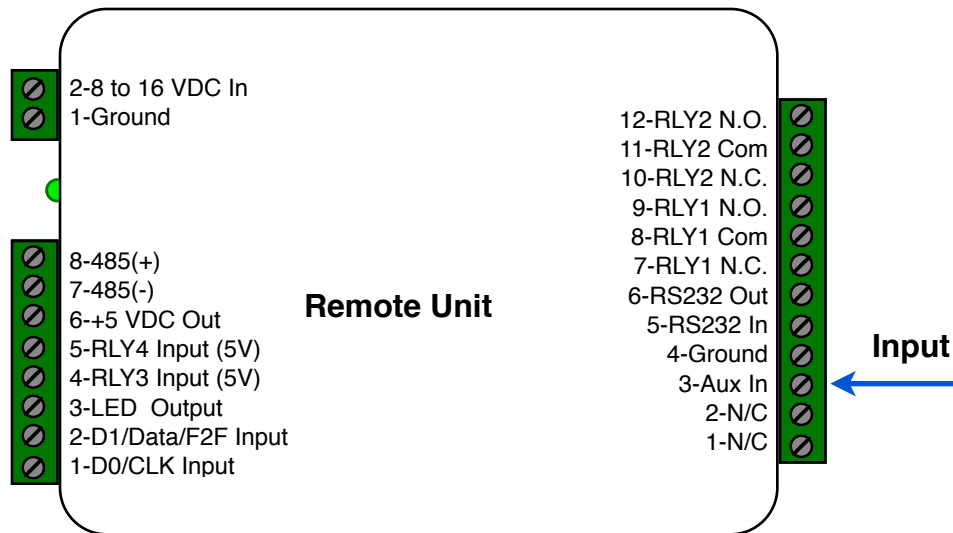 2-8 to 16 VDC In
1-Ground
8-485(+)
7-485(-)
6-+5 VDC Out
5-RLY4 Input (5V)
4-RLY3 Input (5V)
3-LED Output
2-D1/Data/F2F Input
1-D0/CLK Input
Remote Unit
12-RLY2 N.O.
11-RLY2 Com
10-RLY2 N.C.
9-RLY1 N.O.
8-RLY1 Com
7-RLY1 N.C.
6-RS232 Out
5-RS232 In
4-Ground
3-Aux In
2-N/C
1-N/C
Input